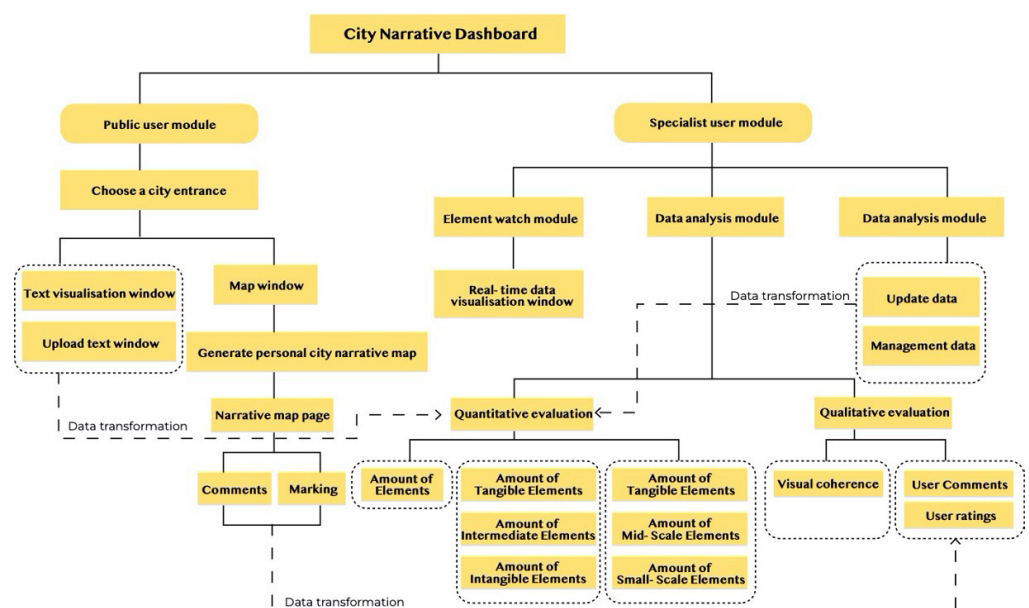 City Narrative Dashboard
Public user module
Specialist user module
Choose a city entrance
Element watch module
Data analysis module
Data analysis module
Text visualisation window
Map window
Real- time data
visualisation window
Data transformation
Update data
Upload text window
Generate personal city narrative map
Management data
Narrative map page
Quantitative evaluation
Qualitative evaluation
Data transformation
Comments
Marking
Amount of
Elements
Amount of
Tangible Elements
Amount of
Tangible Elements
Visual coherence
User Comments
User ratings
Amount of
Intermediate Elements
Amount of
Mid- Scale Elements
Amount of
Intangible Elements
Amount of
Small- Scale Elements
Data transformation